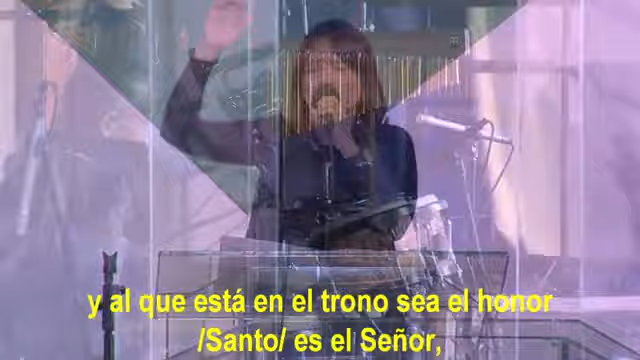 y al que está en el trono sea el honor
/Santo/ es el Señor,